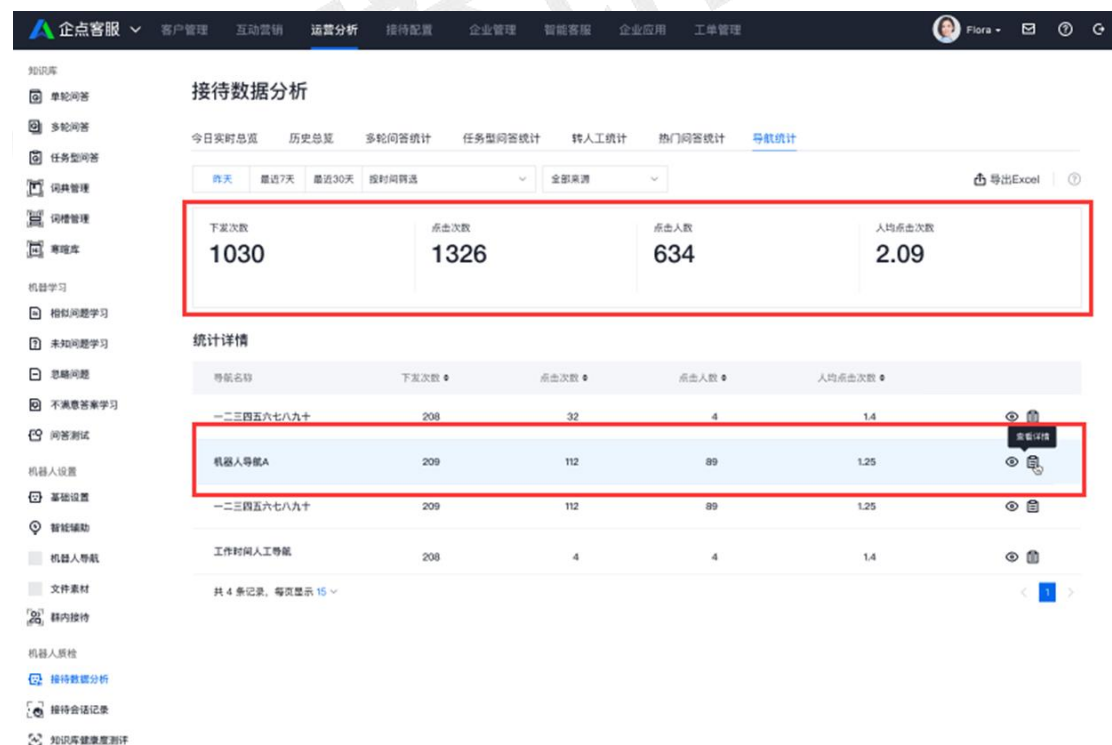 企点客服 客户管理 互动营销 运营分析 接待配置 企业管理 智能客服 企业应用 工单管理 Flora
知识库
单轮问答
多轮问答
任务型问答
词典管理
词槽管理
寒暄库
机器学习
相似问题学习
未知问题学习
忽略问题
不满意答案学习
问答测试
机器人设置
基础设置
智能辅助
机器人导航
文件素材
群内接待
机器人质检
接待数据分析
接待会话记录
知识库健康度测评
接待数据分析
今日实时总览 历史总览 多轮问答统计 任务型问答统计 转人工统计 热门问答统计 导航统计
昨天 最近7天 最近30天 按时间筛选 全部来源 导出Excel
下发次数 点击次数 点击人数 人均点击次数
1030 1326 634 2.09
统计详情
导航名称 下发次数 点击次数 点击人数 人均点击次数
一二三四五六七八九十 208 32 4 1.4
查看详情
机器人导航A 209 112 89 1.25
一二三四五六七八九十 209 112 89 1.25
工作时间人工导航 208 4 4 1.4
共 4 条记录，每页显示 15 1